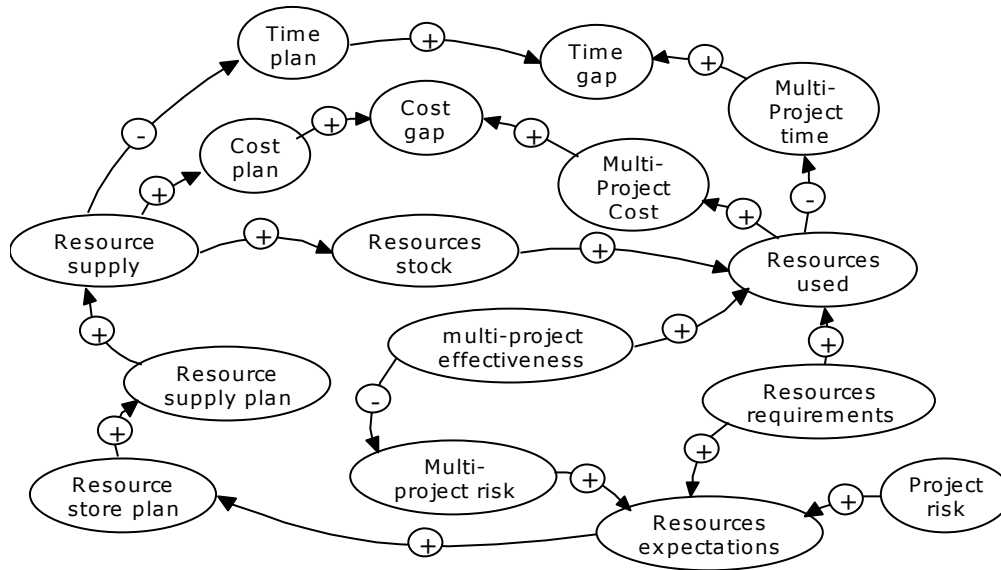 Time
plan
+
Time
gap
+
Multi-
Project
time
-
Cost
plan
+
Cost
gap
+
Multi-
Project
Cost
+
-
+
Resource
supply
+
Resources
stock
+
Resources
used
+
multi-project
effectiveness
+
+
Resource
supply plan
-
Resources
requirements
+
+
Resource
store plan
Multi-
project risk
+
+
Project
risk
+
Resources
expectations
+